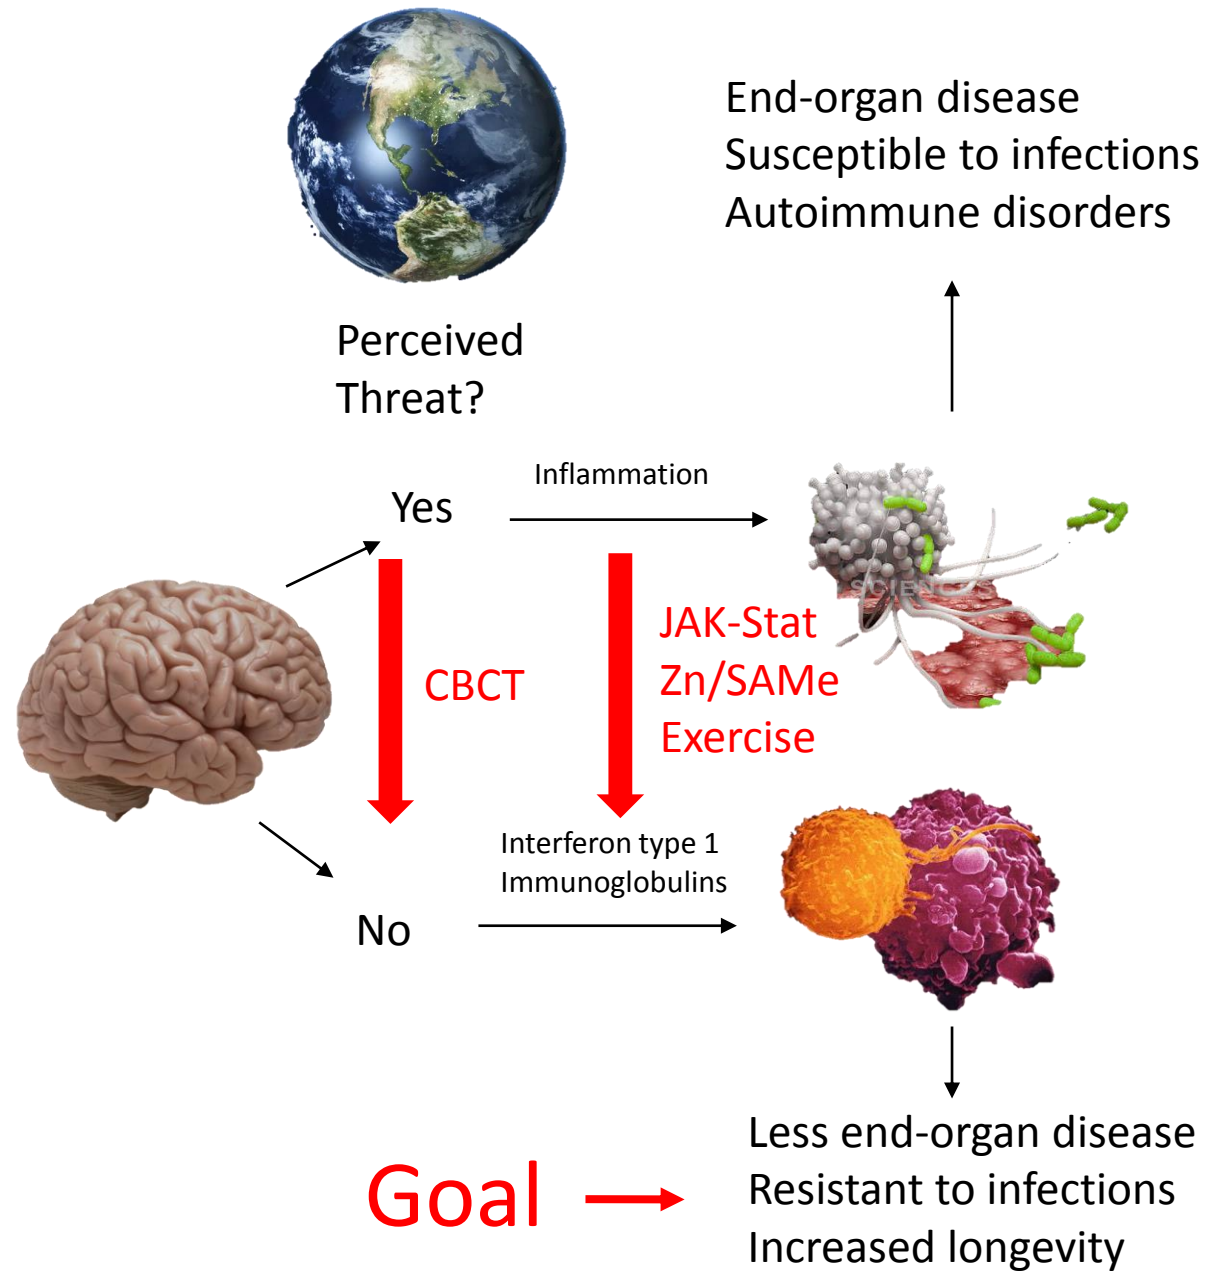 End-organ disease
Susceptible to infections
Autoimmune disorders
Perceived
Threat?
Inflammation
Yes
SCIENC
JAK-Stat
Zn/SAMe
Exercise
CBCT
Interferon type 1
Immunoglobulins
No
Less end-organ disease
Resistant to infections
Increased longevity
Goal